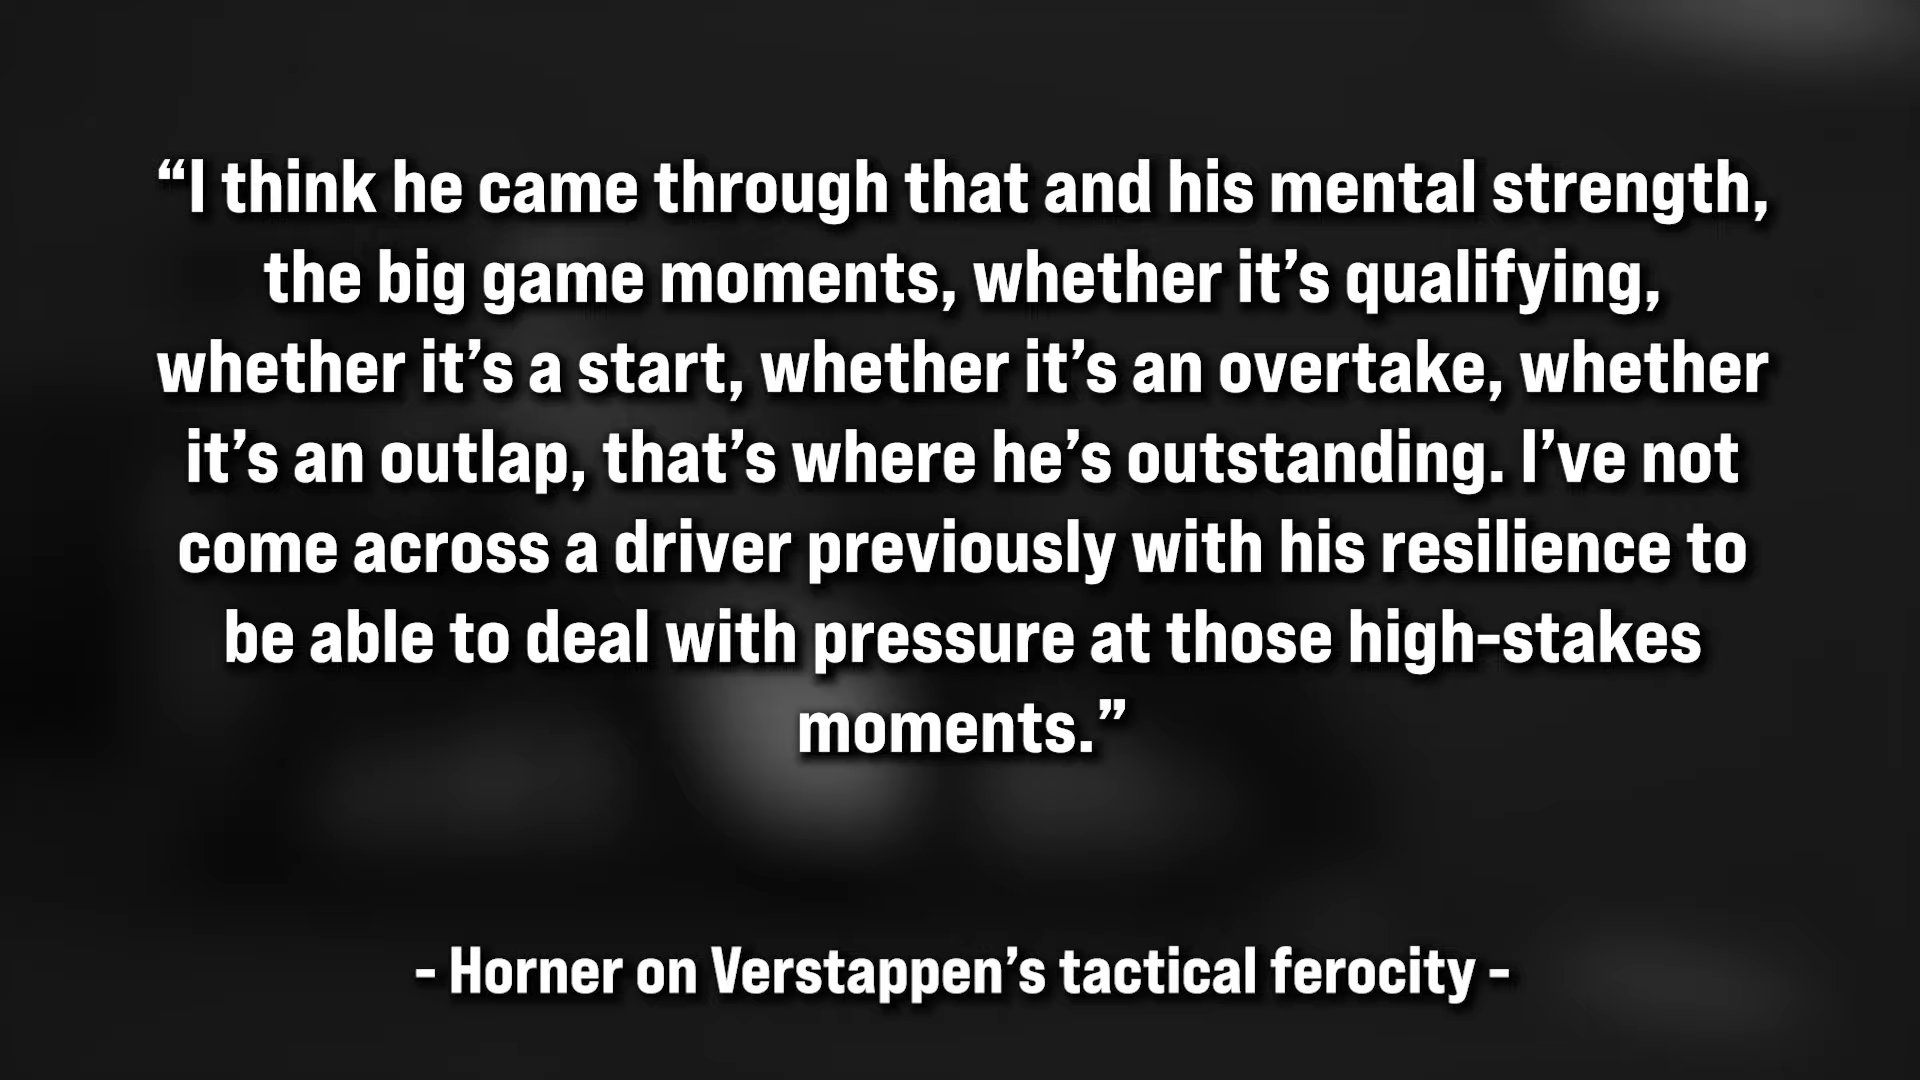 “I think he came through that and his mental strength,
the big game moments, whether it’s qualifying,
whether it’s a start, whether it’s an overtake, whether
it’s an outlap, that’s where he’s outstanding. I’ve not
come across a driver previously with his resilience to
be able to deal with pressure at those high-stakes
moments.”
- Horner on Verstappen’s tactical ferocity -